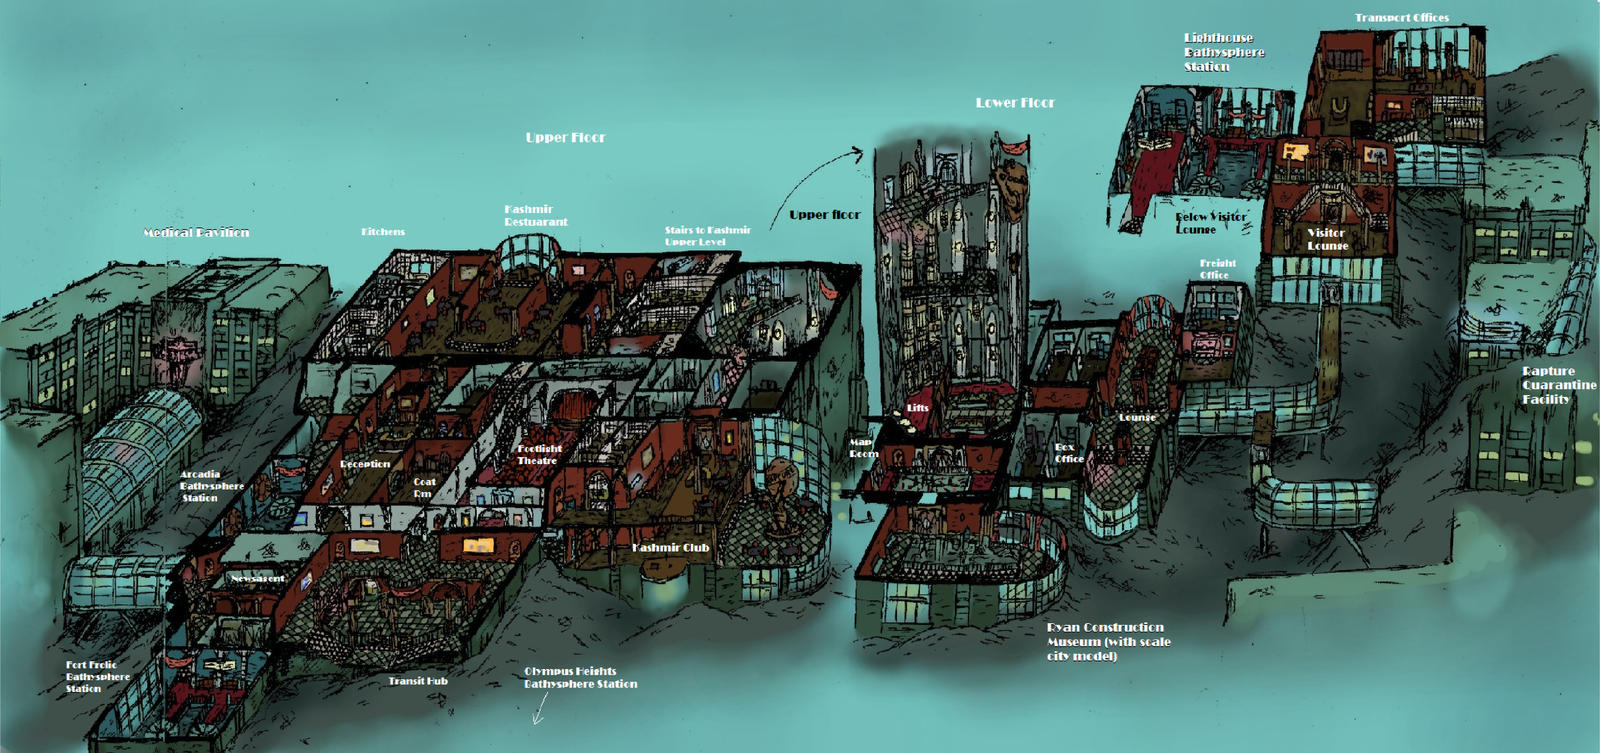 Transport Offices
Lighthouse
Bathysphere
Station
Lower Floor
Upper Floor
Kashmir
Restuarant
Upper floor
Below Visitor
Lounge
Medical Pavilion
Kitchens
Stairs to Kashmir
Upper Level
Visitor
Lounge
Freight
Office
Rapture
Quarantine
Facility
Lifts
Lounge
Map
Room
Box
Office
Footlight
Theatre
Reception
Arcadia
Bathysphere
Station
Coat
Rm
Kashmir Club
Newsagent
Ryan Construction
Museum (with scale
city model)
Fort Frolic
Bathysphere
Station
Olympus Heights
Bathysphere Station
Transit Hub